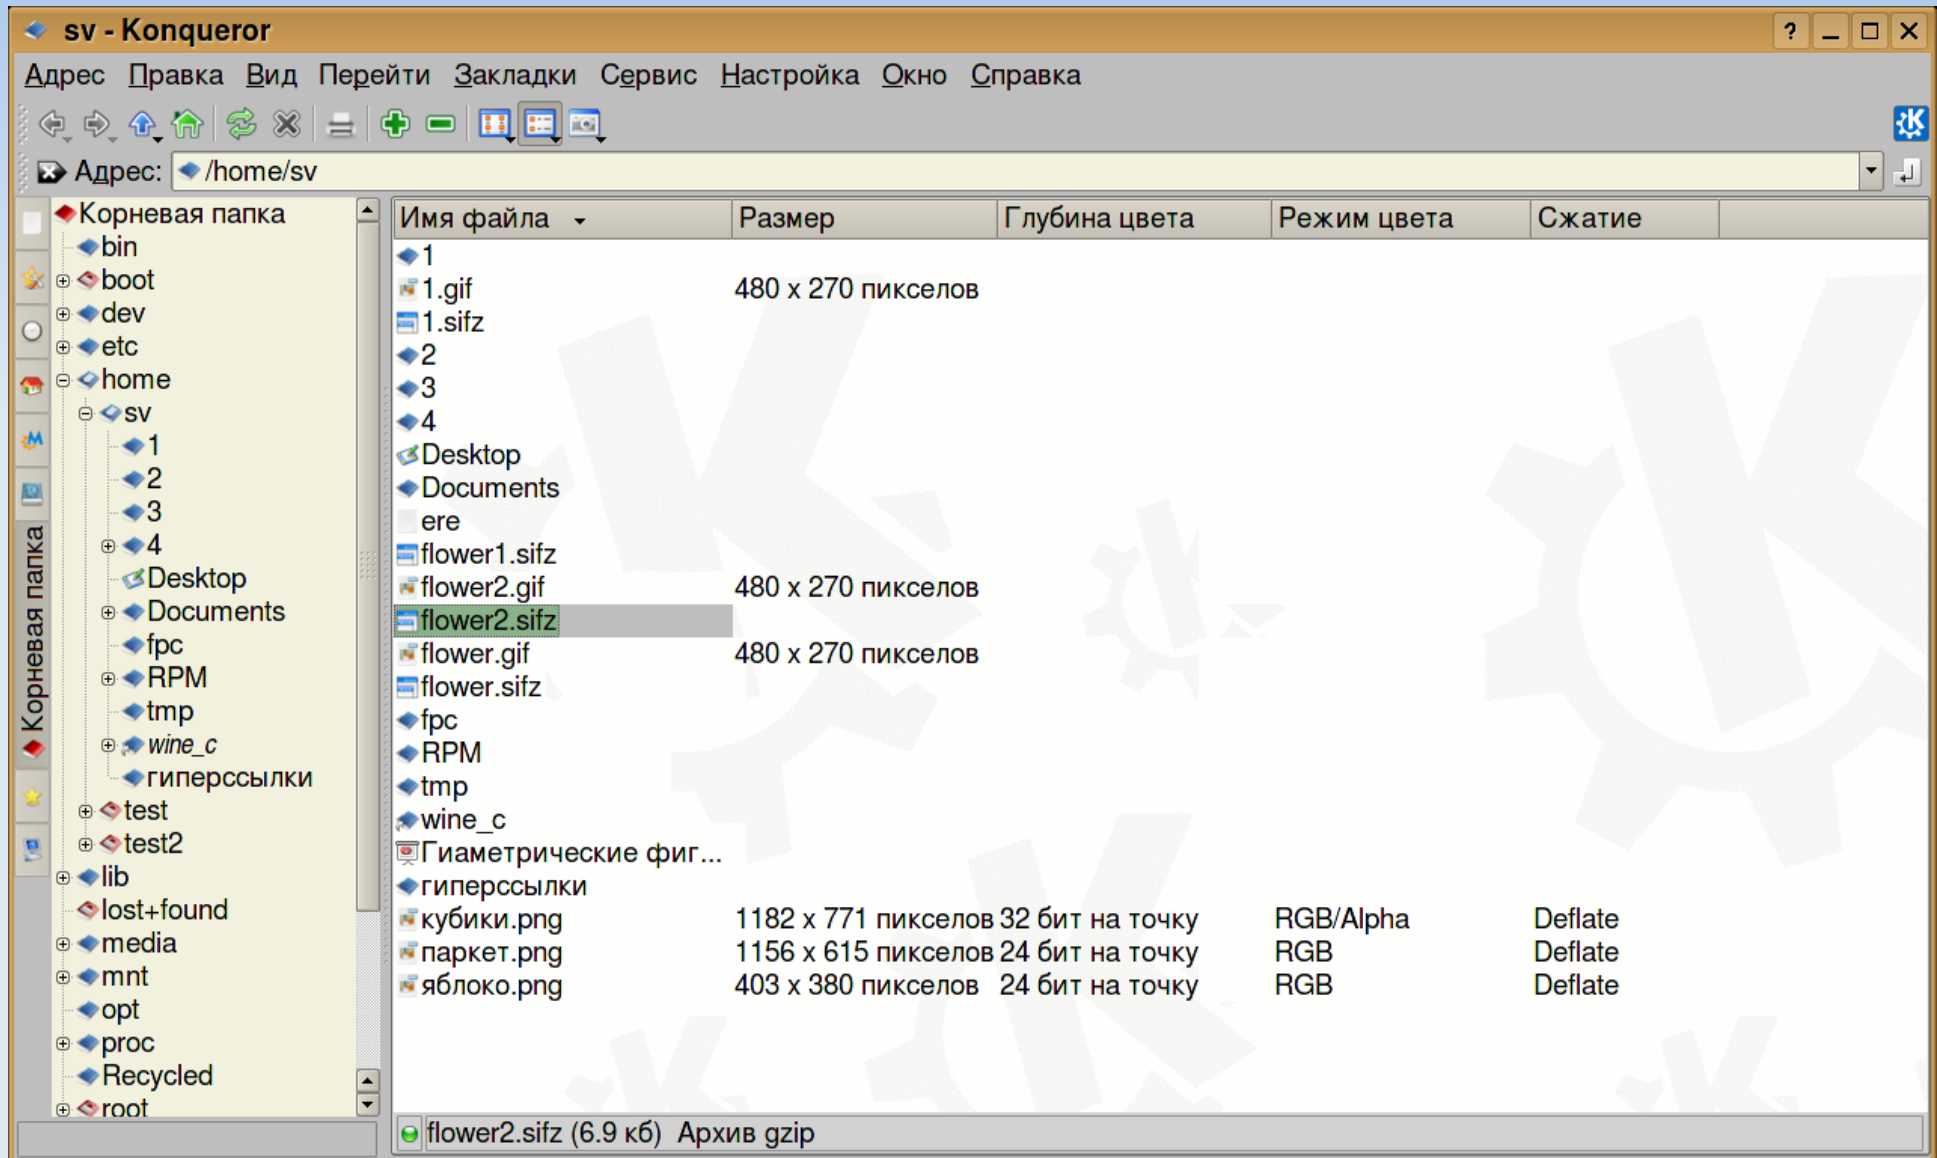 sv - Konqueror
Адрес Правка Вид Перейти Закладки Сервис Настройка Окно Справка
Адрес: /home/sv
Корневая папка
Корневая папка
bin
boot
dev
etc
home
sv
1
2
3
4
Desktop
Documents
fpc
RPM
tmp
wine_c
гиперссылки
test
test2
lib
lost+found
media
mnt
opt
proc
Recycled
root
Имя файла Размер Глубина цвета Режим цвета Сжатие
1
1.gif 480 x 270 пикселов
1.sifz
2
3
4
Desktop
Documents
ere
flower1.sifz
flower2.gif 480 x 270 пикселов
flower2.sifz
flower.gif 480 x 270 пикселов
flower.sifz
fpc
RPM
tmp
wine_c
Гиаметрические фиг...
гиперссылки
кубики.png 1182 x 771 пикселов 32 бит на точку RGB/Alpha Deflate
паркет.png 1156 x 615 пикселов 24 бит на точку RGB Deflate
яблоко.png 403 x 380 пикселов 24 бит на точку RGB Deflate
flower2.sifz (6.9 кб) Архив gzip